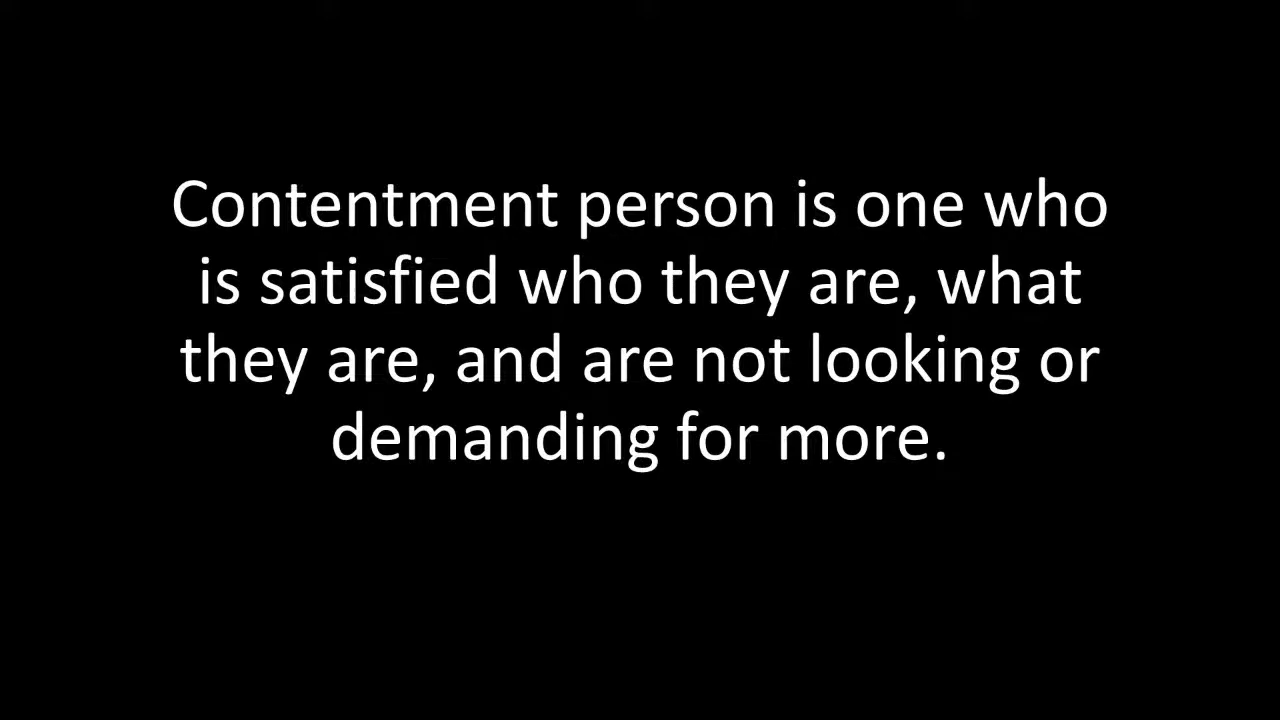 Contentment person is one who
is satisfied who they are, what
they are, and are not looking or
demanding for more.